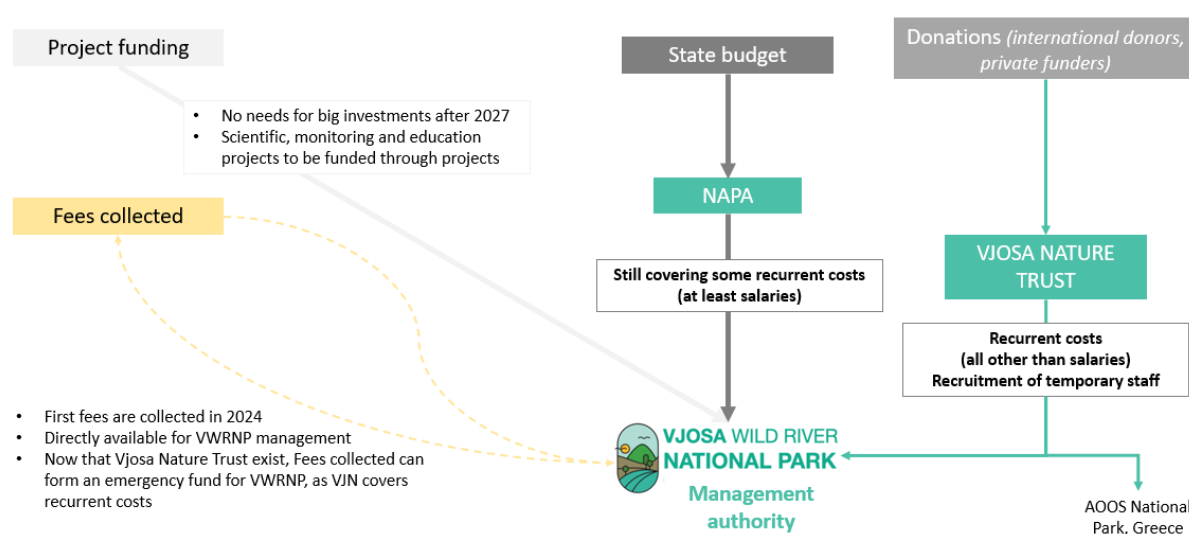 Project funding
State budget
Donations (international donors,
private funders)
• No needs for big investments after 2027
• Scientific, monitoring and education
projects to be funded through projects
Fees collected
NAPA
VJOSA NATURE
TRUST
Still covering some recurrent costs
(at least salaries)
Recurrent costs
(all other than salaries)
Recruitment of temporary staff
• First fees are collected in 2024
• Directly available for VWRNP management
• Now that Vjosa Nature Trust exist, Fees collected can
form an emergency fund for VWRNP, as VJN covers
recurrent costs
VJOSA WILD RIVER
NATIONAL PARK
Management
authority
AOOS National
Park, Greece